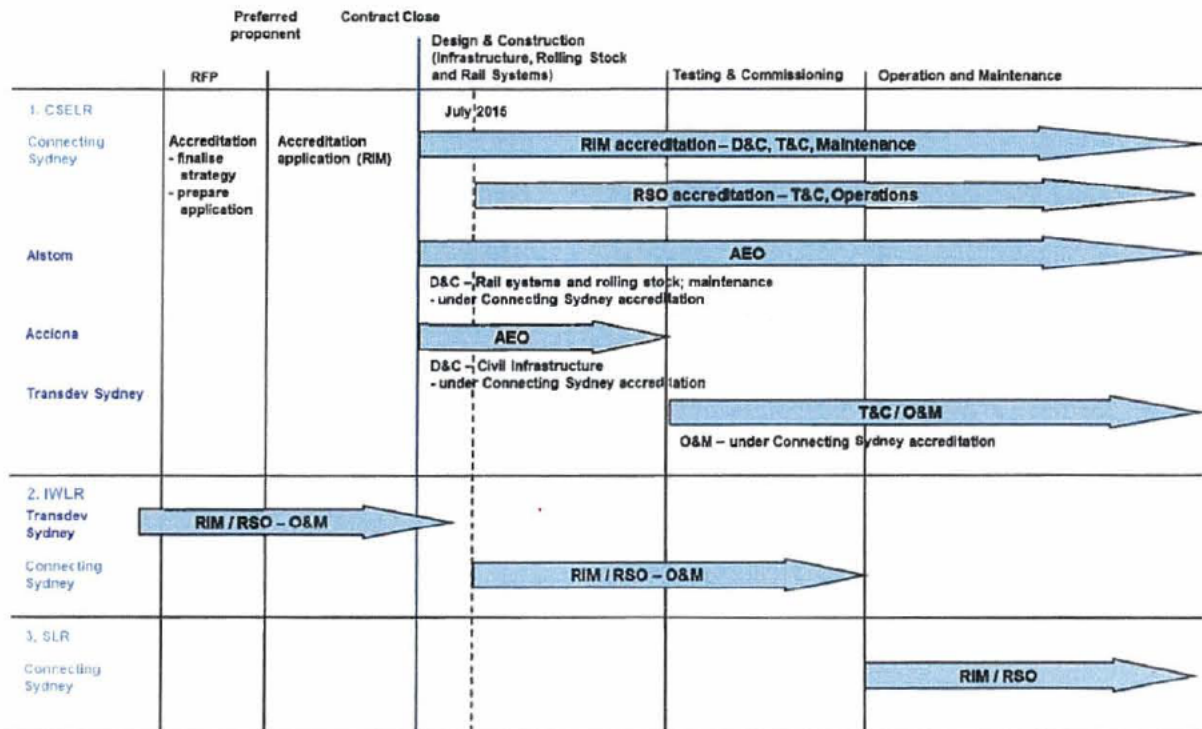 Preferred
proponent
Contract Close
RFP
Design & Construction
(Infrastructure, Rolling Stock
and Rail Systems)
Testing & Commissioning
Operation and Maintenance
July 2015
1. CSELR
Connecting
Sydney
Accreditation
- finalise
strategy
- prepare
application
Accreditation
application (RIM)
RIM accreditation – D&C, T&C, Maintenance
RSO accreditation – T&C, Operations
Alstom
AEO
D&C – Rail systems and rolling stock; maintenance
- under Connecting Sydney accreditation
Acciona
AEO
D&C – Civil Infrastructure
- under Connecting Sydney accreditation
Transdev Sydney
T&C / O&M
O&M – under Connecting Sydney accreditation
2. IWLR
Transdev
Sydney
RIM / RSO – O&M
Connecting
Sydney
RIM / RSO – O&M
3. SLR
Connecting
Sydney
RIM / RSO